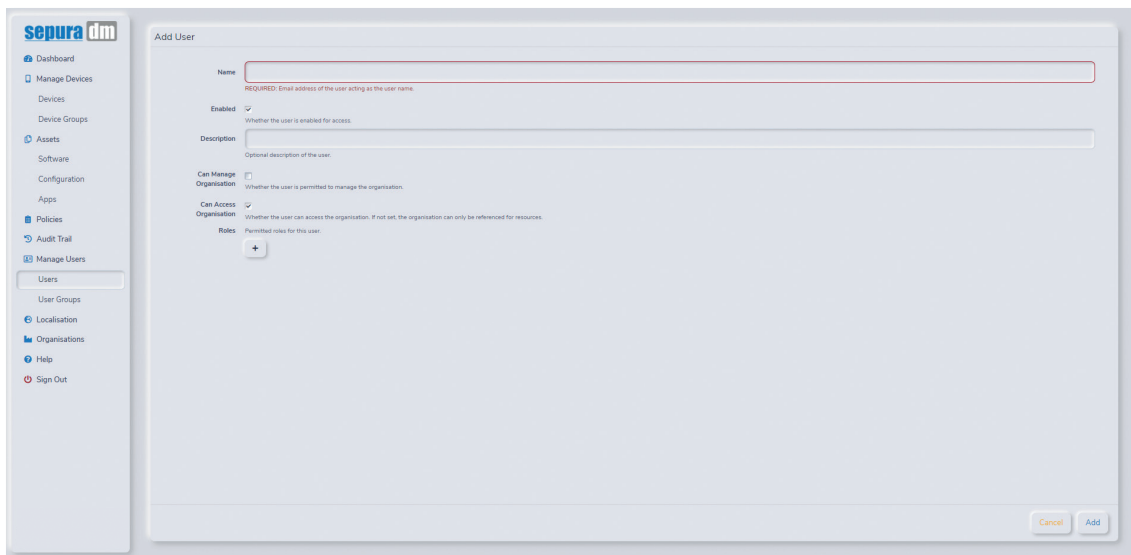 sepura dm
Dashboard
Manage Devices
Devices
Device Groups
Assets
Software
Configuration
Apps
Policies
Audit Trail
Manage Users
Users
User Groups
Localisation
Organisations
Help
Sign Out
Add User
Name
REQUIRED: Email address of the user acting as the user name.
Enabled
Whether the user is enabled for access.
Description
Optional description of the user.
Can Manage
Organisation
Whether the user is permitted to manage the organisation.
Can Access
Organisation
Whether the user can access the organisation. If not set, the organisation can only be referenced for resources.
Roles Permitted roles for this user.
+
Cancel Add